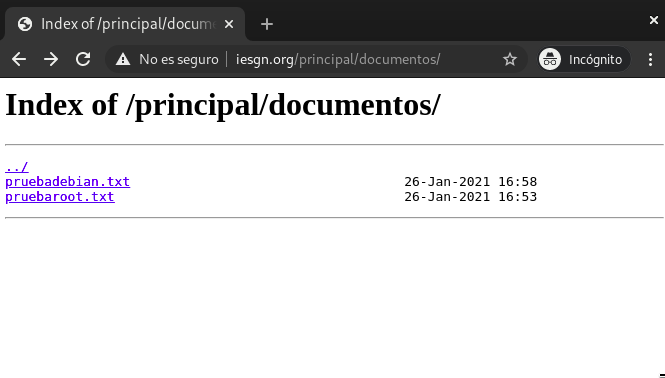 Index of /principal/docume
No es seguro iesgn.org/principal/documentos/ Incógnito
Index of /principal/documentos/
../
pruebadebian.txt 26-Jan-2021 16:58
pruebaroot.txt 26-Jan-2021 16:53